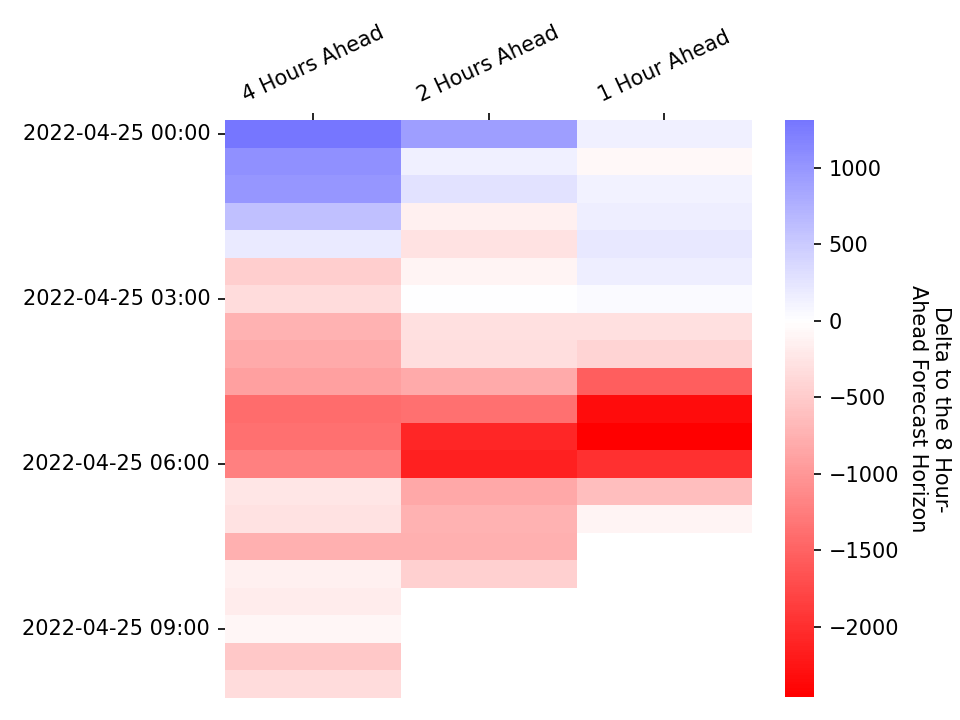 4 Hours Ahead
2 Hours Ahead
1 Hour Ahead
2022-04-25 00:00
2022-04-25 03:00
2022-04-25 06:00
2022-04-25 09:00
1000
500
0
−500
−1000
−1500
−2000
Delta to the 8 Hour-
Ahead Forecast Horizon